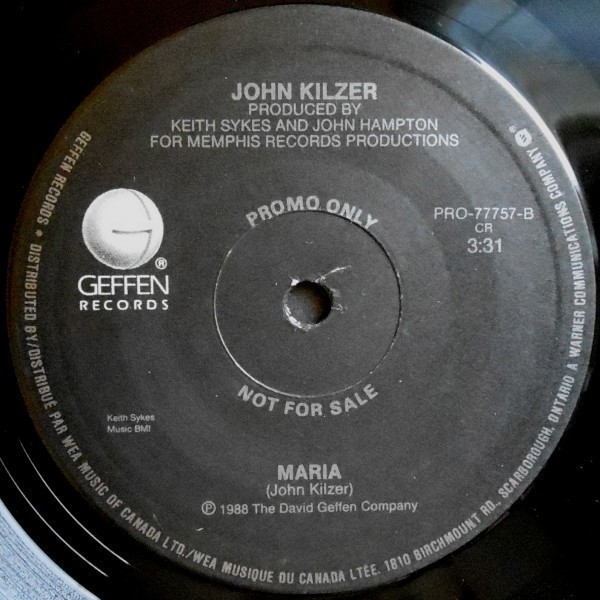 JOHN KILZER
PRODUCED BY
KEITH SYKES AND JOHN HAMPTON
FOR MEMPHIS RECORDS PRODUCTIONS
PROMO ONLY
PRO-77757-B
CR
3:31
G
®
GEFFEN
RECORDS
NOT FOR SALE
Keith Sykes
Music BMI
MARIA
(John Kilzer)
Ⓟ 1988 The David Geffen Company
GEFFEN RECORDS • DISTRIBUTED BY/DISTRIBUÉ PAR WEA MUSIC OF CANADA LTD./WEA MUSIQUE DU CANADA LTÉE. 1810 BIRCHMOUNT RD., SCARBOROUGH, ONTARIO A WARNER COMMUNICATIONS COMPANY